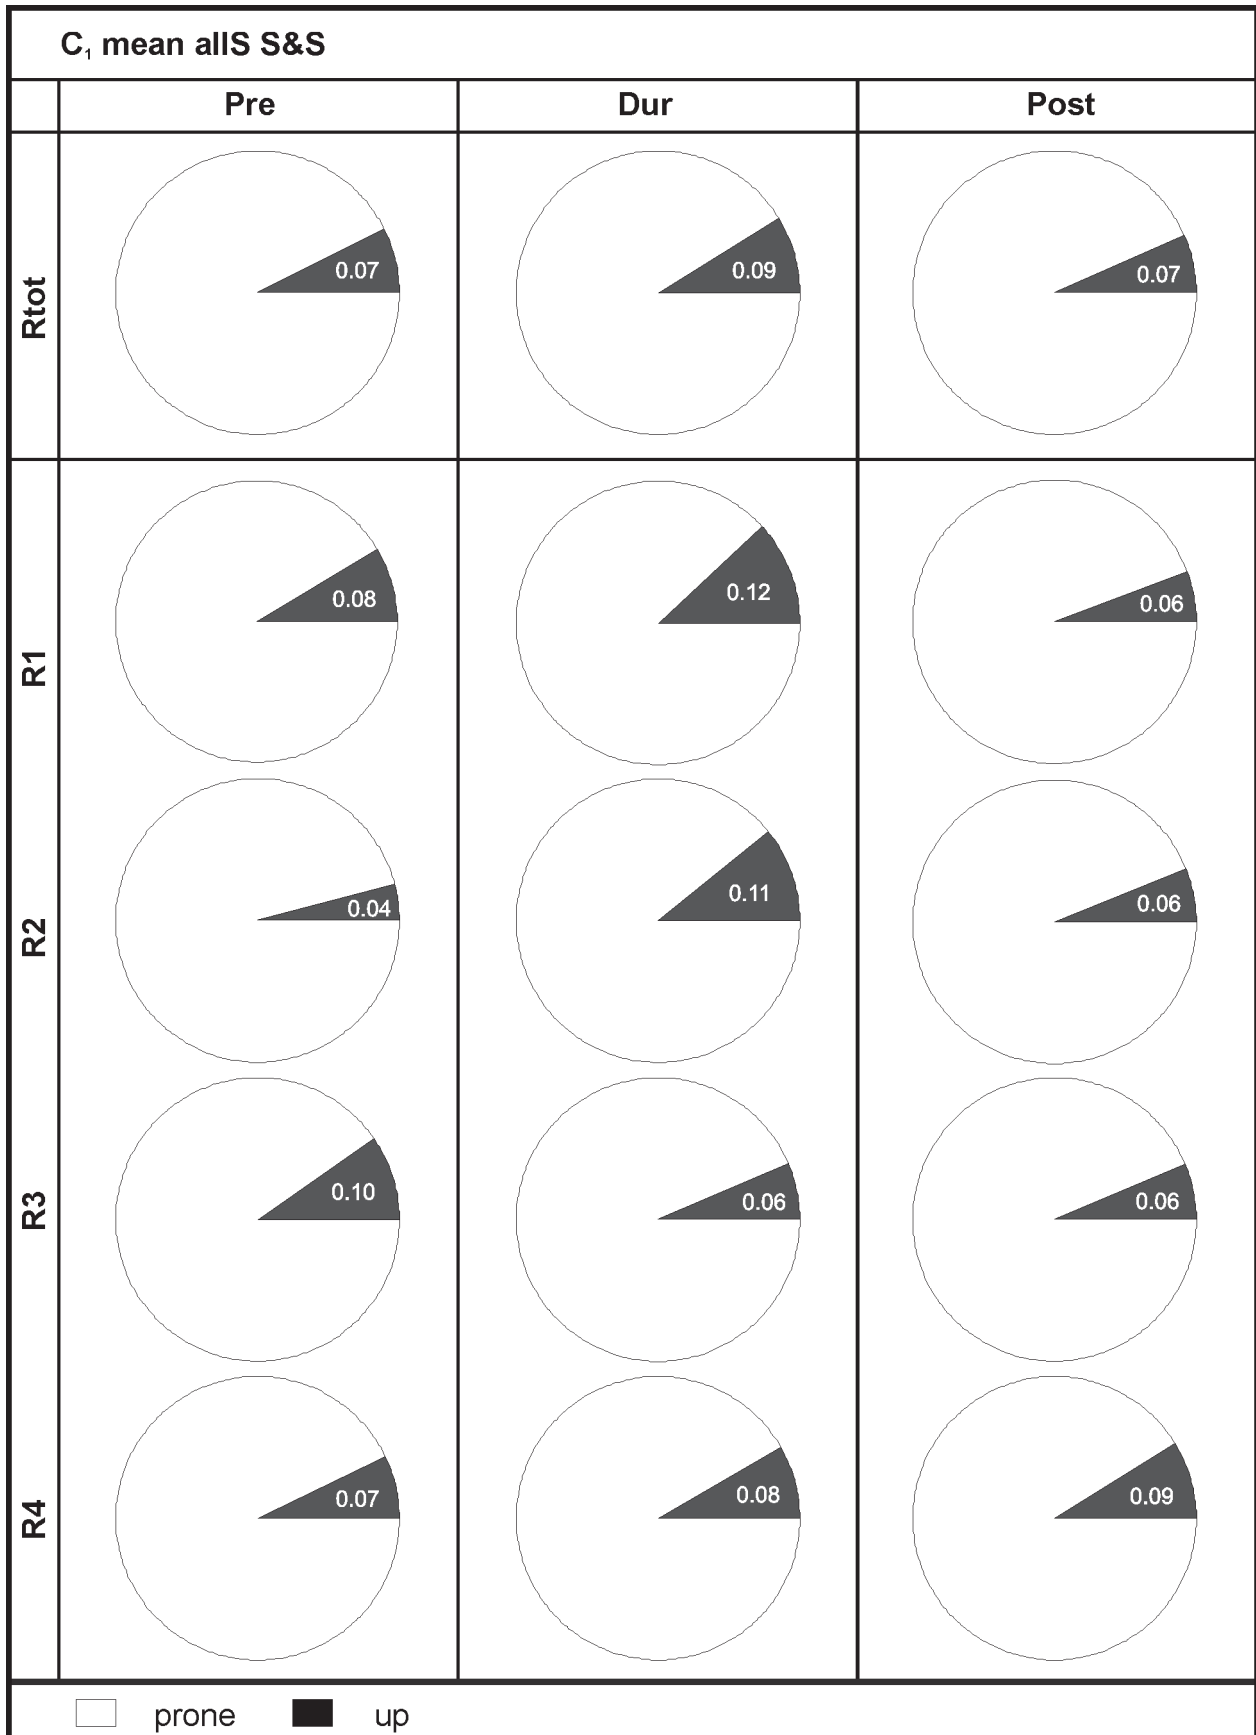 C₁ mean allS S&S
Pre Dur Post
Rtot
0.07 0.09 0.07
R1
0.08 0.12 0.06
R2
0.04 0.11 0.06
R3
0.10 0.06 0.06
R4
0.07 0.08 0.09
prone up